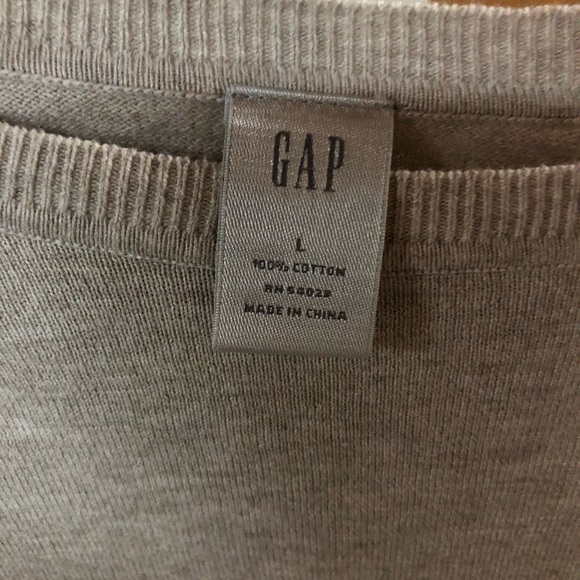 GAP
L
100% COTTON
RN 54023
MADE IN CHINA